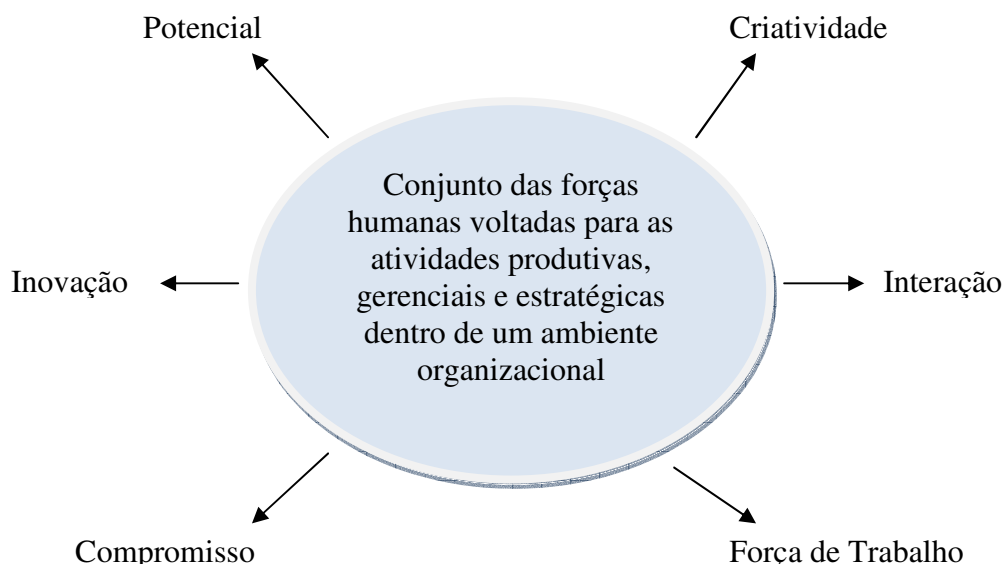 Potencial
Criatividade
Conjunto das forças
humanas voltadas para as
atividades produtivas,
gerenciais e estratégicas
dentro de um ambiente
organizacional
Inovação
Interação
Compromisso
Força de Trabalho